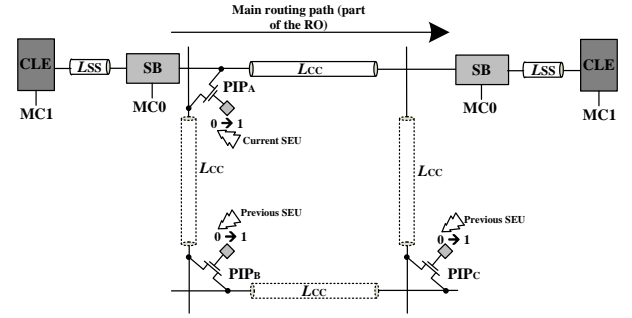 Main routing path (part
of the RO)
CLE
LSS
SB
LCC
SB
LSS
CLE
MC1
MC0
PIPA
MC0
MC1
0 → 1
Current SEU
LCC
LCC
Previous SEU
0 → 1
Previous SEU
0 → 1
PIPB
LCC
PIPC